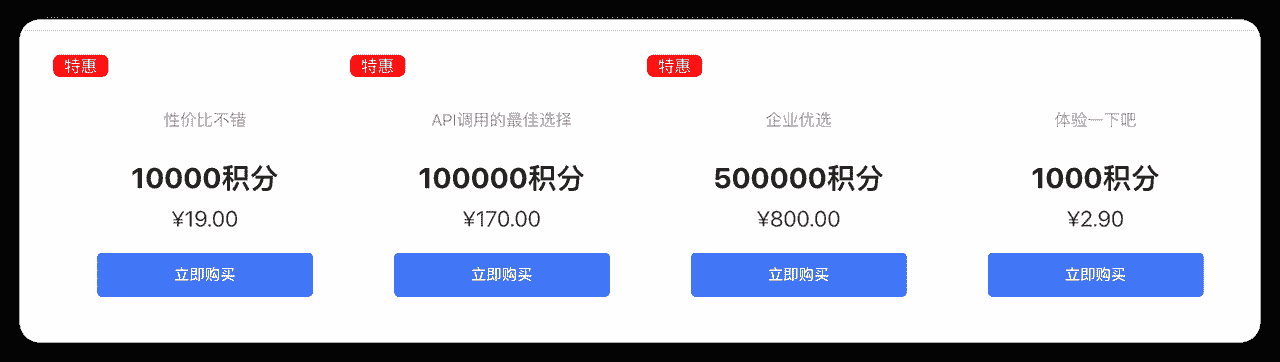 特惠
性价比不错
10000积分
¥19.00
立即购买
特惠
API调用的最佳选择
100000积分
¥170.00
立即购买
特惠
企业优选
500000积分
¥800.00
立即购买
体验一下吧
1000积分
¥2.90
立即购买